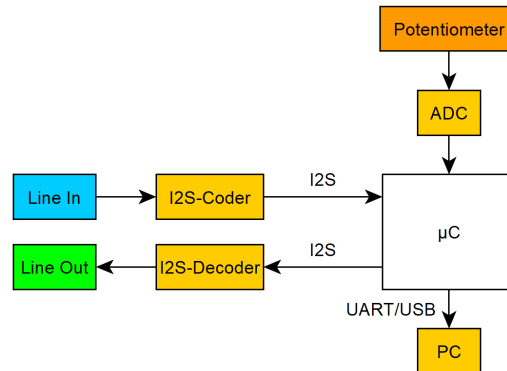 Potentiometer
ADC
I2S
Line In
I2S-Coder
µC
I2S
Line Out
I2S-Decoder
UART/USB
PC